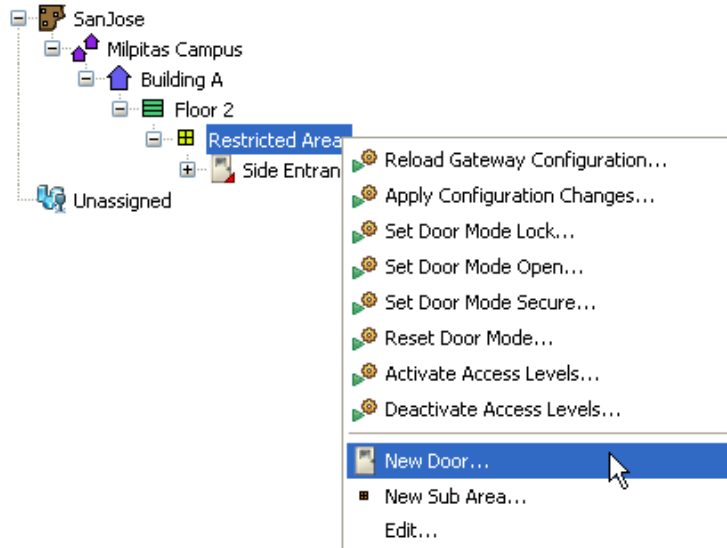 SanJose
Milpitas Campus
Building A
Floor 2
Restricted Area
Side Entran
Unassigned
Reload Gateway Configuration...
Apply Configuration Changes...
Set Door Mode Lock...
Set Door Mode Open...
Set Door Mode Secure...
Reset Door Mode...
Activate Access Levels...
Deactivate Access Levels...
New Door...
New Sub Area...
Edit...